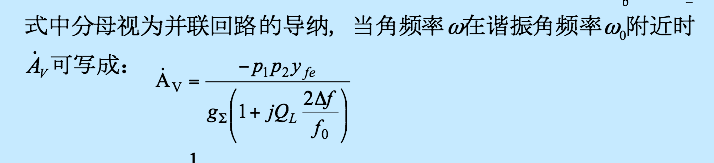 式中分母视为并联回路的导纳, 当角频率ω在谐振角频率ω₀附近时
Ȧ_V可写成: Ȧ_V = −p₁p₂y_fe / g_Σ(1 + jQ_L 2Δf/f₀)
1